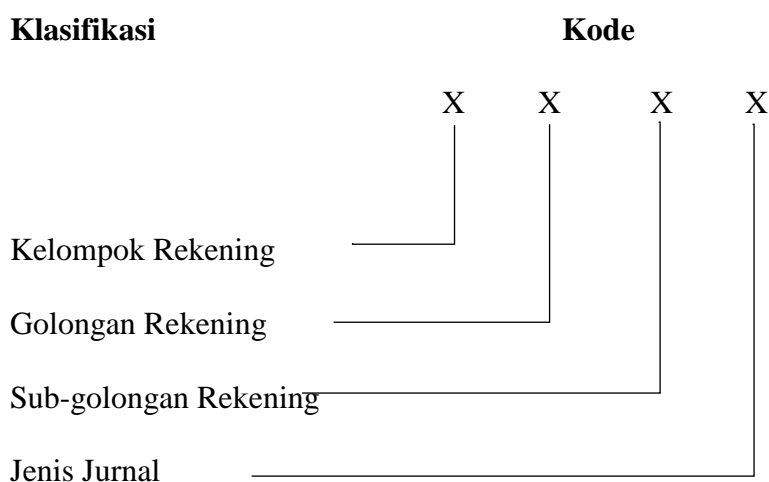 Klasifikasi Kode
X X X X
Kelompok Rekening
Golongan Rekening
Sub-golongan Rekening
Jenis Jurnal